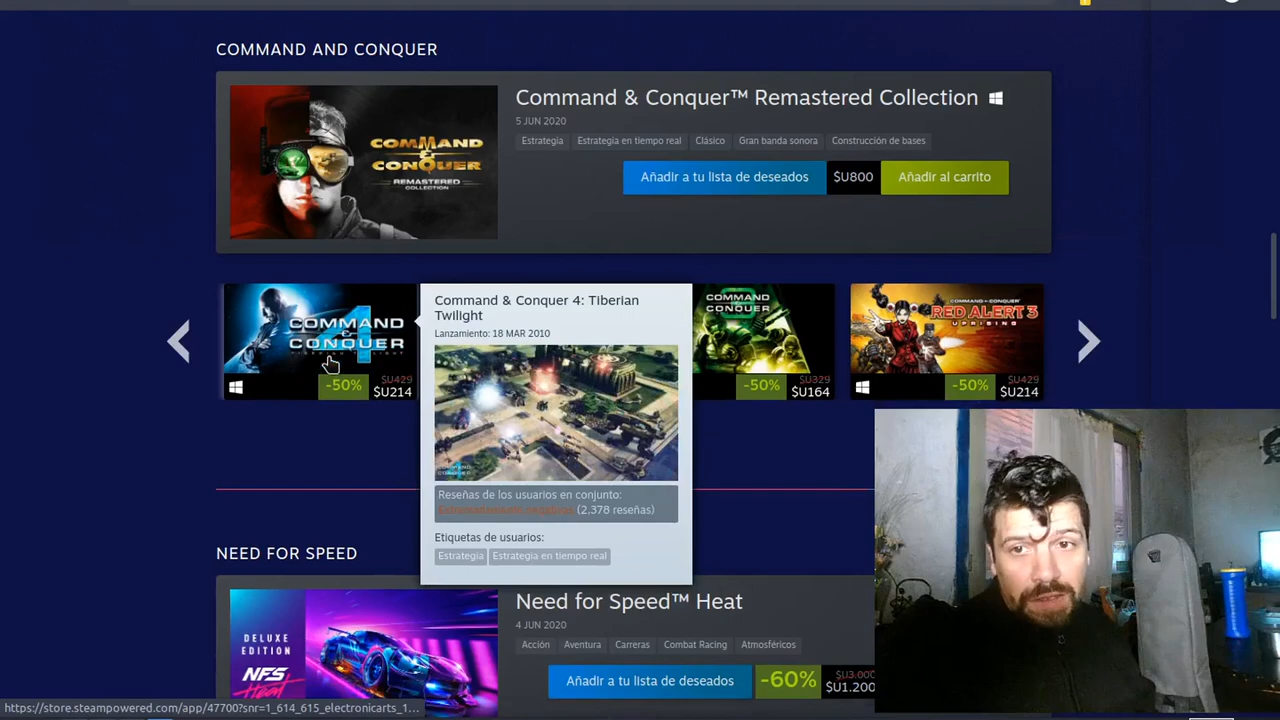 COMMAND AND CONQUER
COMMAND
&
CONQUER
REMASTERED
COLLECTION
Command & Conquer™ Remastered Collection
5 JUN 2020
Estrategia Estrategia en tiempo real Clásico Gran banda sonora Construcción de bases
Añadir a tu lista de deseados $U800 Añadir al carrito
COMMAND
& 4
CONQUER
-50% $U429
$U214
Command & Conquer 4: Tiberian
Twilight
Lanzamiento: 18 MAR 2010
Reseñas de los usuarios en conjunto:
(2,378 reseñas)
Etiquetas de usuarios:
Estrategia Estrategia en tiempo real
COMMAND
CONQUER
-50% $U329
$U164
COMMAND & CONQUER
RED ALERT 3
UPRISING
-50% $U429
$U214
NEED FOR SPEED
DELUXE
EDITION
NFS
Heat
Need for Speed™ Heat
4 JUN 2020
Acción Aventura Carreras Combat Racing Atmosféricos
Añadir a tu lista de deseados -60% $U3.000
$U1.200
https://store.steampowered.com/app/47700?snr=1_614_615_electronicarts_1...